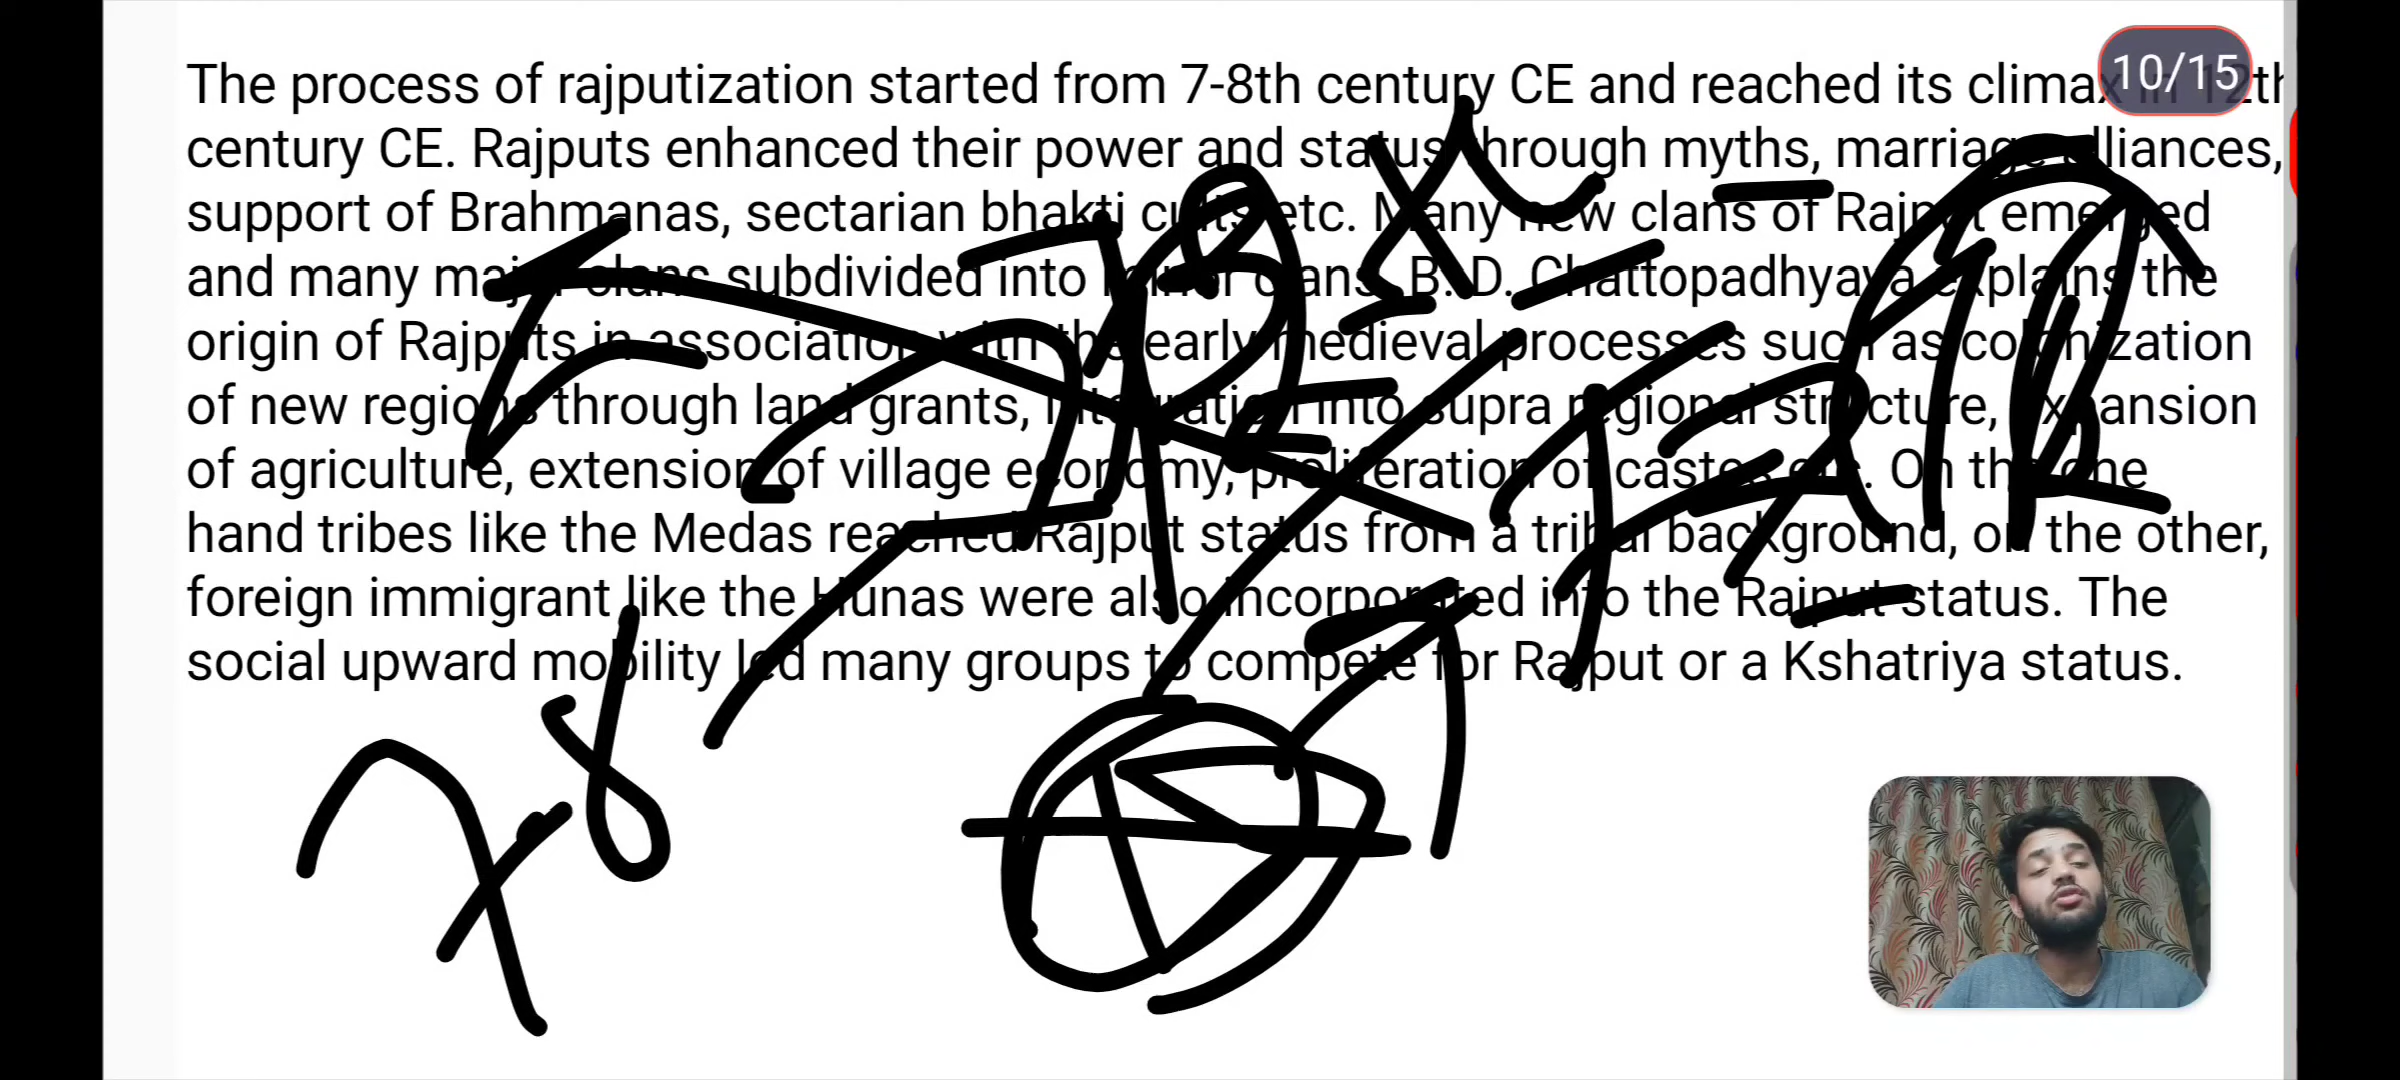 The process of rajputization started from 7-8th century CE and reached its climax in 12th
century CE. Rajputs enhanced their power and status through myths, marriage alliances,
support of Brahmanas, sectarian bhakti cults etc. Many new clans of Rajput emerged
and many major clans subdivided into minor clans. B. D. Chattopadhyaya explains the
origin of Rajputs in association with the early medieval processes such as colonization
of new regions through land grants, integration into supra regional structure, expansion
of agriculture, extension of village economy, proliferation of castes etc. On the one
hand tribes like the Medas reached Rajput status from a tribal background, on the other,
foreign immigrant like the Hunas were also incorporated into the Rajput status. The
social upward mobility led many groups to compete for Rajput or a Kshatriya status.
10/15
7-8